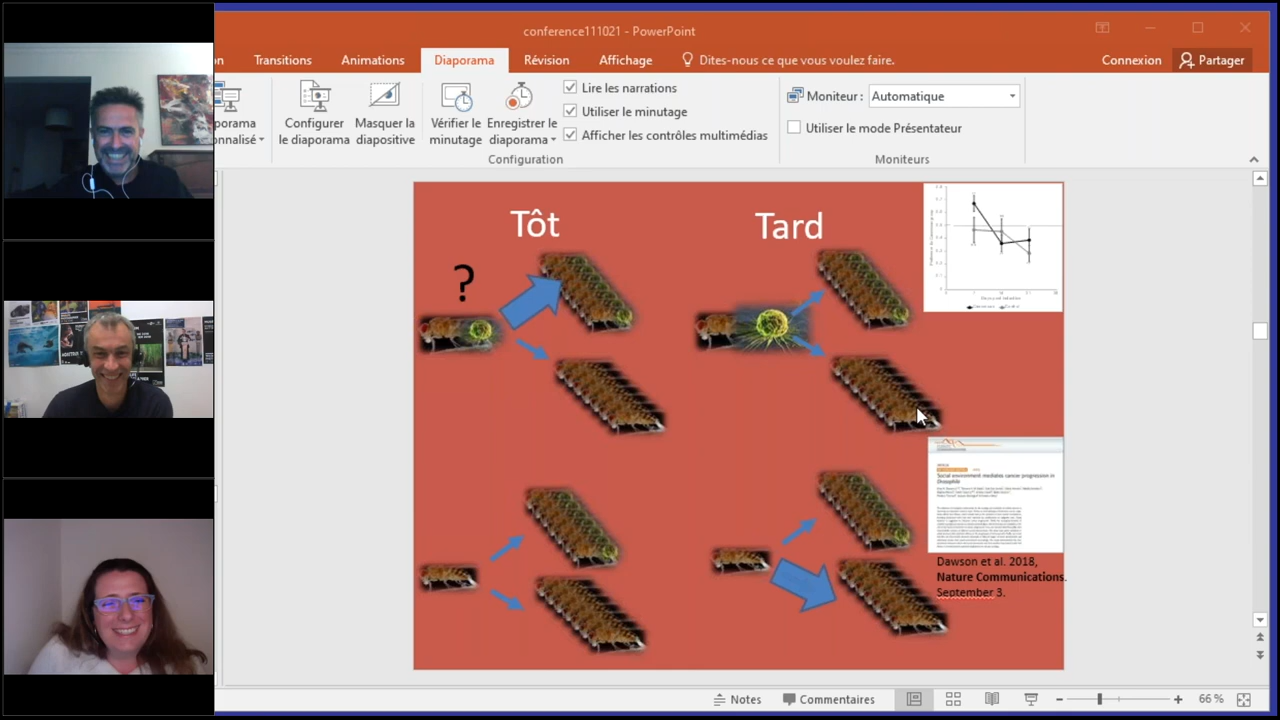 conference111021 - PowerPoint
on
Transitions
Animations
Diaporama
Révision
Affichage
Dites-nous ce que vous voulez faire.
Connexion
Partager
porama
nnalisé
Configurer
le diaporama
Masquer la
diapositive
Vérifier le
minutage
Enregistrer le
diaporama
Lire les narrations
Utiliser le minutage
Afficher les contrôles multimédias
Configuration
Moniteur :
Automatique
Utiliser le mode Présentateur
Moniteurs
Tôt
Tard
?
Social environment mediates cancer progression in
Drosophila
Dawson et al. 2018,
Nature Communications.
September 3.
Notes
Commentaires
66 %